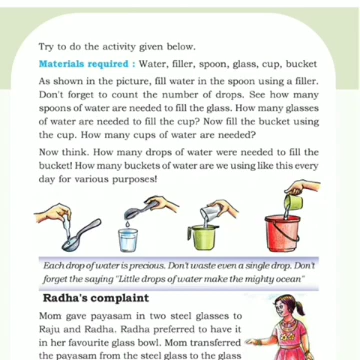 Try to do the activity given below.
Materials required : Water, filler, spoon, glass, cup, bucket
As shown in the picture, fill water in the spoon using a filler.
Don't forget to count the number of drops. See how many
spoons of water are needed to fill the glass. How many glasses
of water are needed to fill the cup? Now fill the bucket using
the cup. How many cups of water are needed?
Now think. How many drops of water were needed to fill the
bucket! How many buckets of water are we using like this every
day for various purposes!
Each drop of water is precious. Don't waste even a single drop. Don't
forget the saying "Little drops of water make the mighty ocean"
Radha's complaint
Mom gave payasam in two steel glasses to
Raju and Radha. Radha preferred to have it
in her favourite glass bowl. Mom transferred
the payasam from the steel glass to the glass